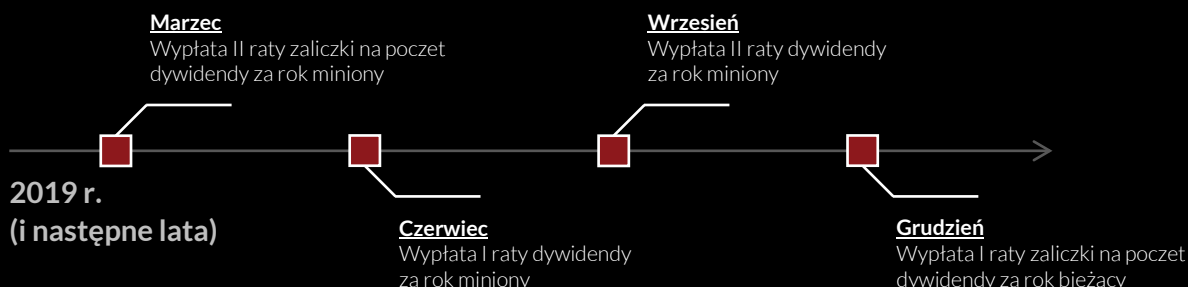 Marzec
Wypłata II raty zaliczki na poczet
dywidendy za rok miniony
Wrzesień
Wypłata II raty dywidendy
za rok miniony
2019 r.
(i następne lata)
Czerwiec
Wypłata I raty dywidendy
za rok miniony
Grudzień
Wypłata I raty zaliczki na poczet
dywidendy za rok bieżący